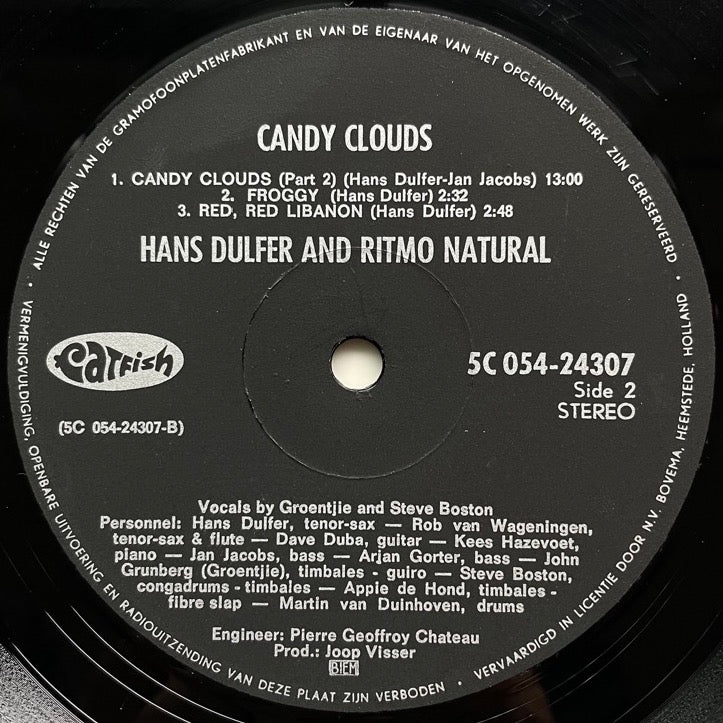 ALLE RECHTEN VAN DE GRAMOFOONPLATENFABRIKANT EN VAN DE EIGENAAR VAN HET OPGENOMEN WERK ZIJN GERESERVEERD •
CANDY CLOUDS
1. CANDY CLOUDS (Part 2) (Hans Dulfer-Jan Jacobs) 13:00
2. FROGGY (Hans Dulfer) 2:32
3. RED, RED LIBANON (Hans Dulfer) 2:48
HANS DULFER AND RITMO NATURAL
CATFISH
(5C 054-24307-B)
5C 054-24307
Side 2
STEREO
Vocals by Groentjie and Steve Boston
Personnel: Hans Dulfer, tenor-sax — Rob van Wageningen,
tenor-sax & flute — Dave Duba, guitar — Kees Hazevoet,
piano — Jan Jacobs, bass — Arjan Gorter, bass — John
Grunberg (Groentjie), timbales - guiro — Steve Boston,
congadrums - timbales — Appie de Hond, timbales -
fibre slap — Martin van Duinhoven, drums
Engineer: Pierre Geoffroy Chateau
Prod.: Joop Visser
BIEM
• VERMENIGVULDIGING, OPENBARE UITVOERING EN RADIOUITZENDING VAN DEZE PLAAT ZIJN VERBODEN •
VERVAARDIGD IN LICENTIE DOOR N.V. BOVEMA, HEEMSTEDE, HOLLAND